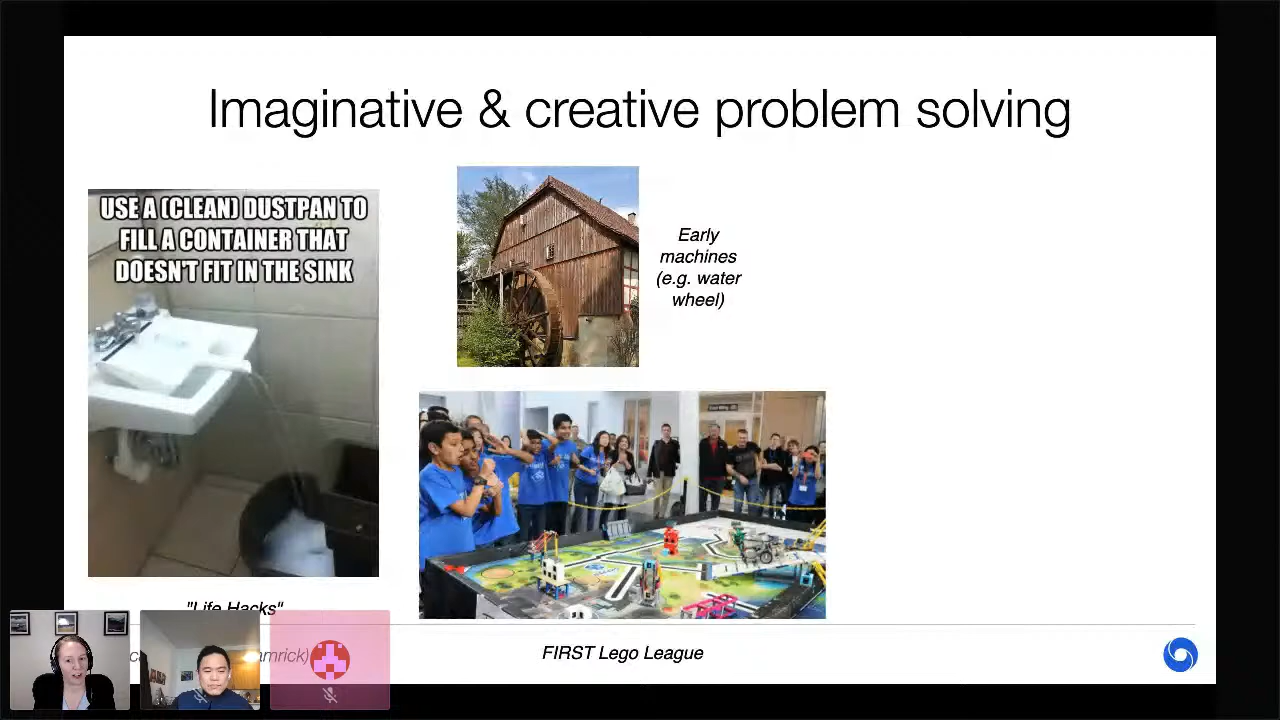 Imaginative & creative problem solving
USE A (CLEAN) DUSTPAN TO
FILL A CONTAINER THAT
DOESN'T FIT IN THE SINK
Early
machines
(e.g. water
wheel)
"Life Hacks"
FIRST Lego League